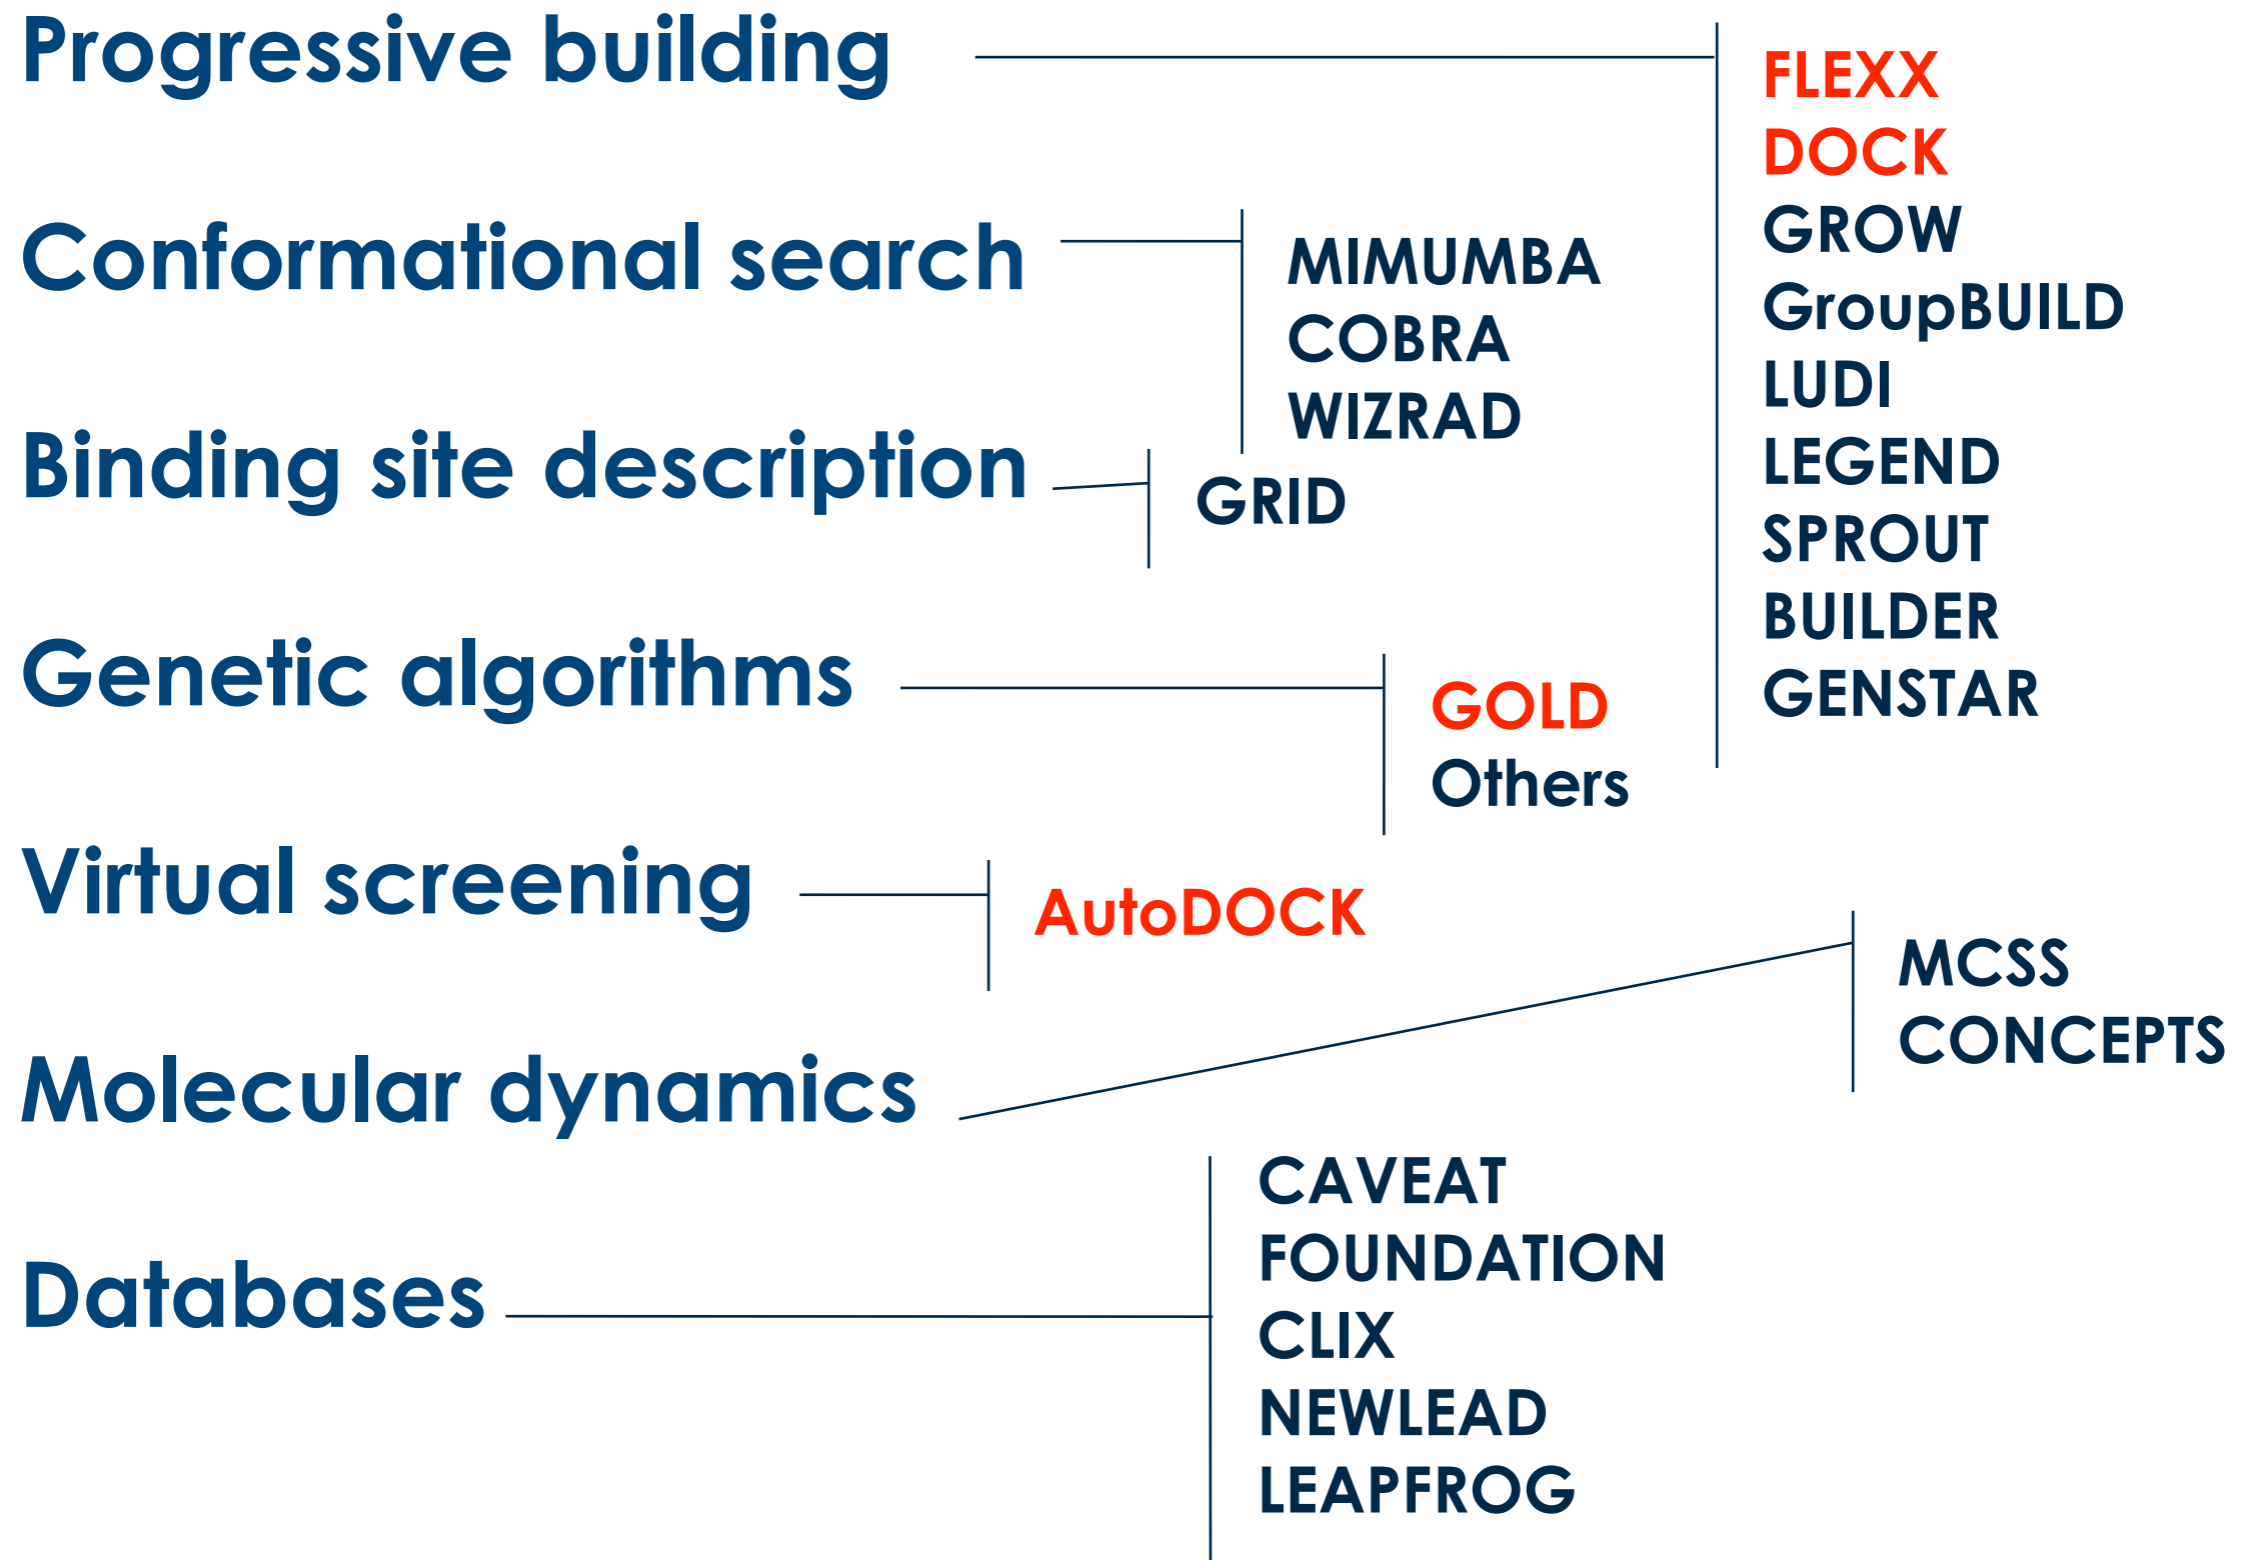 Progressive building
FLEXX
DOCK
GROW
GroupBUILD
LUDI
LEGEND
SPROUT
BUILDER
GENSTAR
Conformational search
MIMUMBA
COBRA
WIZRAD
Binding site description
GRID
Genetic algorithms
GOLD
Others
Virtual screening
AutoDOCK
Molecular dynamics
MCSS
CONCEPTS
Databases
CAVEAT
FOUNDATION
CLIX
NEWLEAD
LEAPFROG